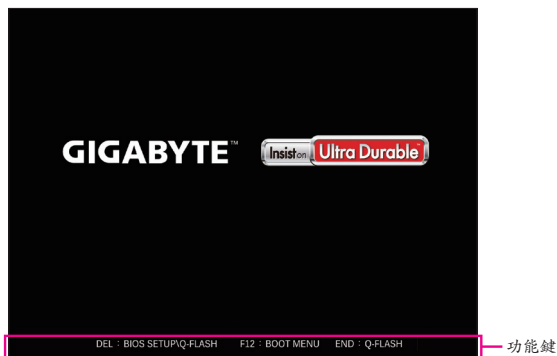 GIGABYTE™ Insist on Ultra Durable™
DEL : BIOS SETUP\Q-FLASH F12 : BOOT MENU END : Q-FLASH
功能鍵